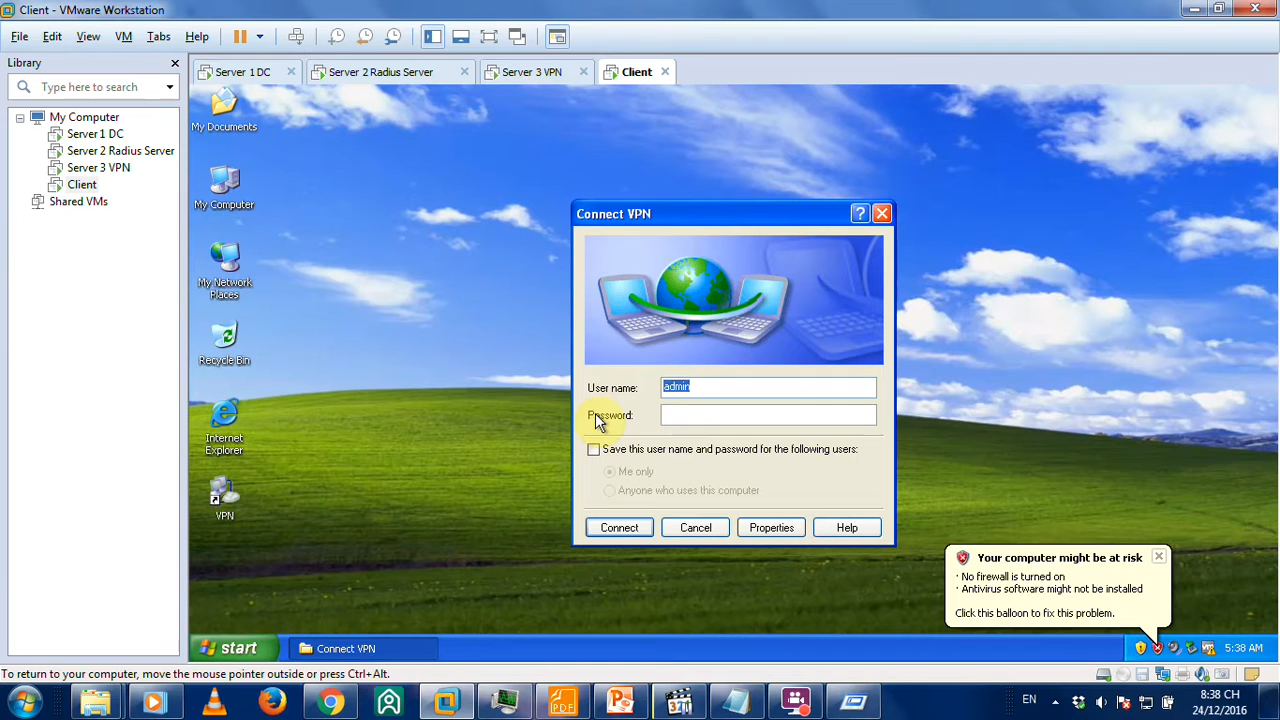 Client - VMware Workstation
File Edit View VM Tabs Help
Library
Type here to search
My Computer
Server 1 DC
Server 2 Radius Server
Server 3 VPN
Client
Shared VMs
Server 1 DC
Server 2 Radius Server
Server 3 VPN
Client
My Documents
My Computer
My Network
Places
Recycle Bin
Internet
Explorer
VPN
Connect VPN
User name: admin
Password:
Save this user name and password for the following users:
Me only
Anyone who uses this computer
Connect Cancel Properties Help
Your computer might be at risk
· No firewall is turned on
· Antivirus software might not be installed
Click this balloon to fix this problem.
start Connect VPN 5:38 AM
To return to your computer, move the mouse pointer outside or press Ctrl+Alt.
EN 8:38 CH
24/12/2016